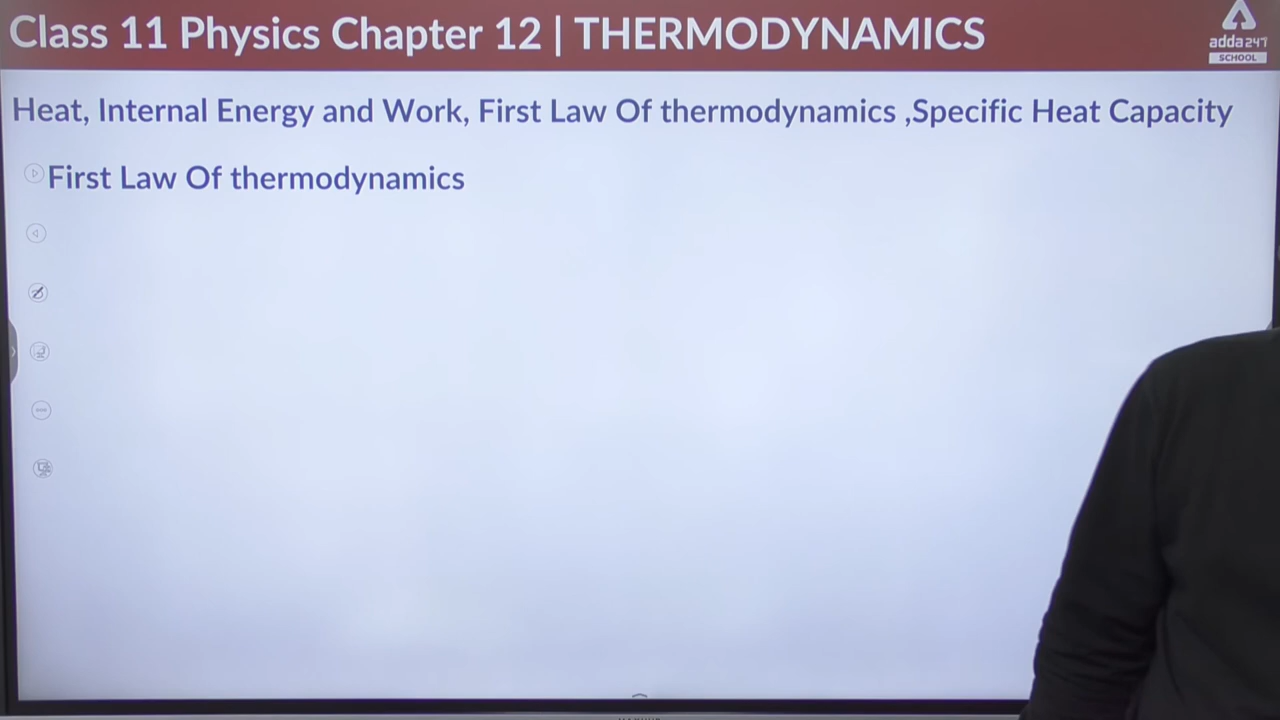 Class 11 Physics Chapter 12 | THERMODYNAMICS
adda247
SCHOOL
Heat, Internal Energy and Work, First Law Of thermodynamics ,Specific Heat Capacity
First Law Of thermodynamics